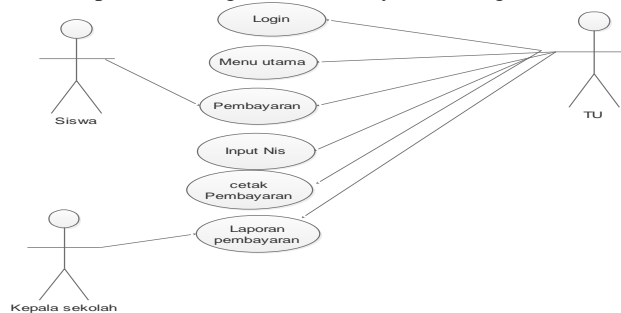 Login
Menu utama
Pembayaran
Siswa
TU
Input Nis
cetak
Pembayaran
Laporan
pembayaran
Kepala sekolah